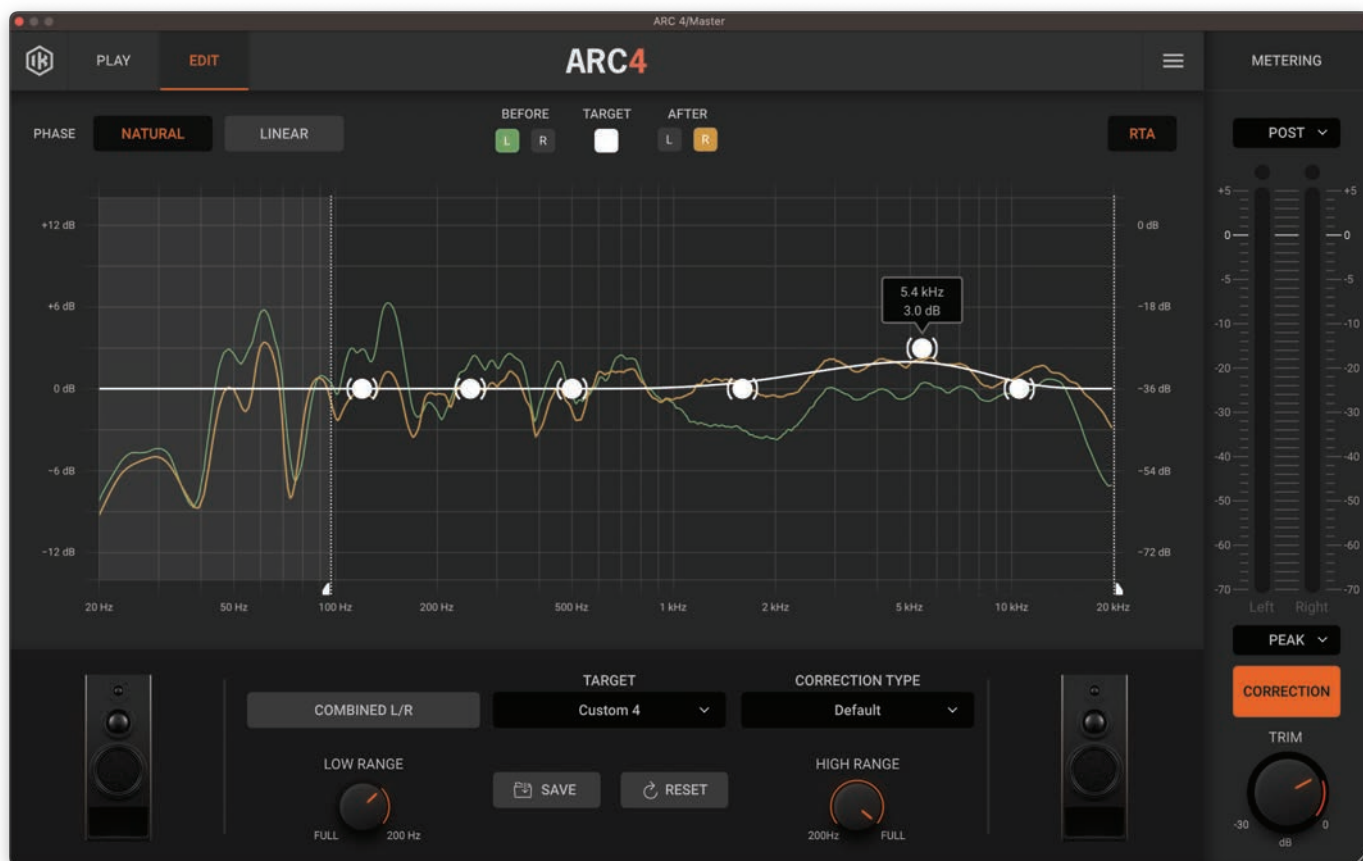 ARC 4/Master
IK
PLAY
EDIT
ARC4
METERING
PHASE
NATURAL
LINEAR
BEFORE
L
R
TARGET
AFTER
L
R
RTA
POST
+12 dB
+6 dB
0 dB
-6 dB
-12 dB
5.4 kHz
3.0 dB
0 dB
-18 dB
-36 dB
-54 dB
-72 dB
20 Hz
50 Hz
100 Hz
200 Hz
500 Hz
1 kHz
2 kHz
5 kHz
10 kHz
20 kHz
+5
0
-5
-10
-20
-30
-40
-50
-60
-70
+5
0
-5
-10
-20
-30
-40
-50
-60
-70
Left
Right
PEAK
CORRECTION
TRIM
-30
0
dB
COMBINED L/R
TARGET
Custom 4
CORRECTION TYPE
Default
LOW RANGE
FULL
200 Hz
SAVE
RESET
HIGH RANGE
200Hz
FULL